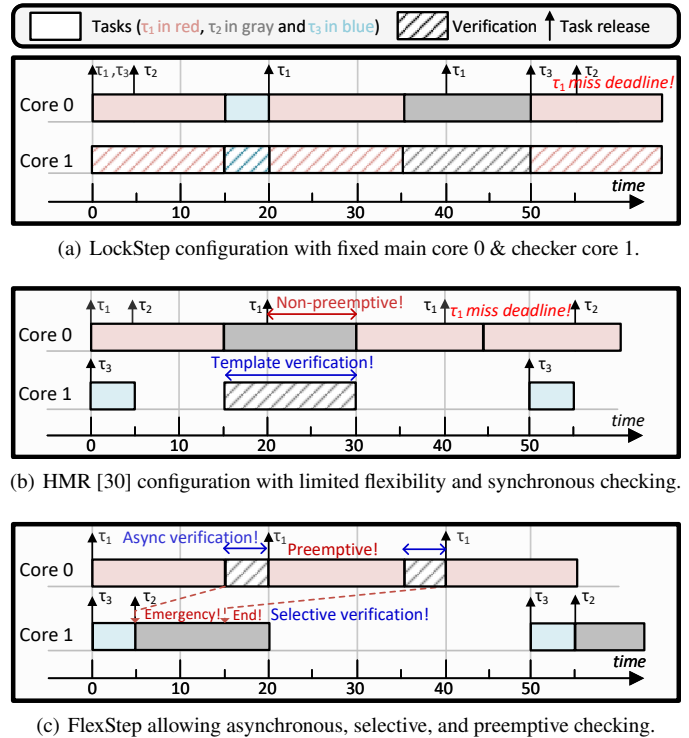 Tasks (τ1 in red, τ2 in gray and τ3 in blue) Verification Task release
τ1 ,τ3 τ2 τ1 τ1 τ3 τ2
τ1 miss deadline!
Core 0
Core 1
time
0 10 20 30 40 50
(a) LockStep configuration with fixed main core 0 & checker core 1.
τ1 τ2 τ1 Non-preemptive! τ1 τ1 miss deadline! τ2
Core 0
τ3 Template verification! τ3
Core 1
time
0 10 20 30 40 50
(b) HMR [30] configuration with limited flexibility and synchronous checking.
τ1 Async verification! τ1 Preemptive! τ1
Core 0
τ3 τ2 Emergency! End! Selective verification! τ3 τ2
Core 1
time
0 10 20 30 40 50
(c) FlexStep allowing asynchronous, selective, and preemptive checking.